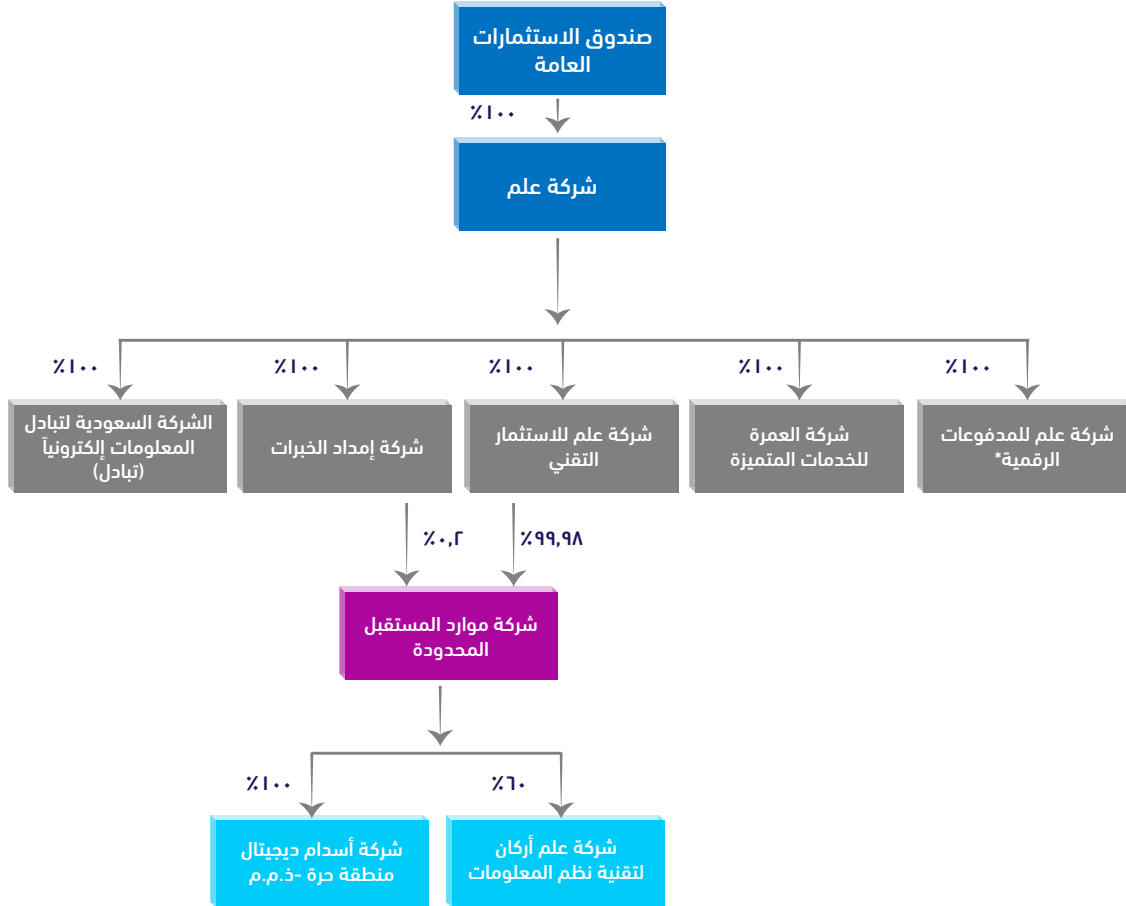 صندوق الاستثمارات
العامة
٪١٠٠
شركة علم
٪١٠٠
٪١٠٠
٪١٠٠
٪١٠٠
٪١٠٠
شركة علم للمدفوعات
الرقمية*
شركة العمرة
للخدمات المتميزة
شركة علم للاستثمار
التقني
شركة إمداد الخبرات
الشركة السعودية لتبادل
المعلومات إلكترونياً
(تبادل)
٪٩٩,٩٨
٪٠,٢
شركة موارد المستقبل
المحدودة
٪٦٠
٪١٠٠
شركة علم أركان
لتقنية نظم المعلومات
شركة أسدام ديجيتال
منطقة حرة -ذ.م.م